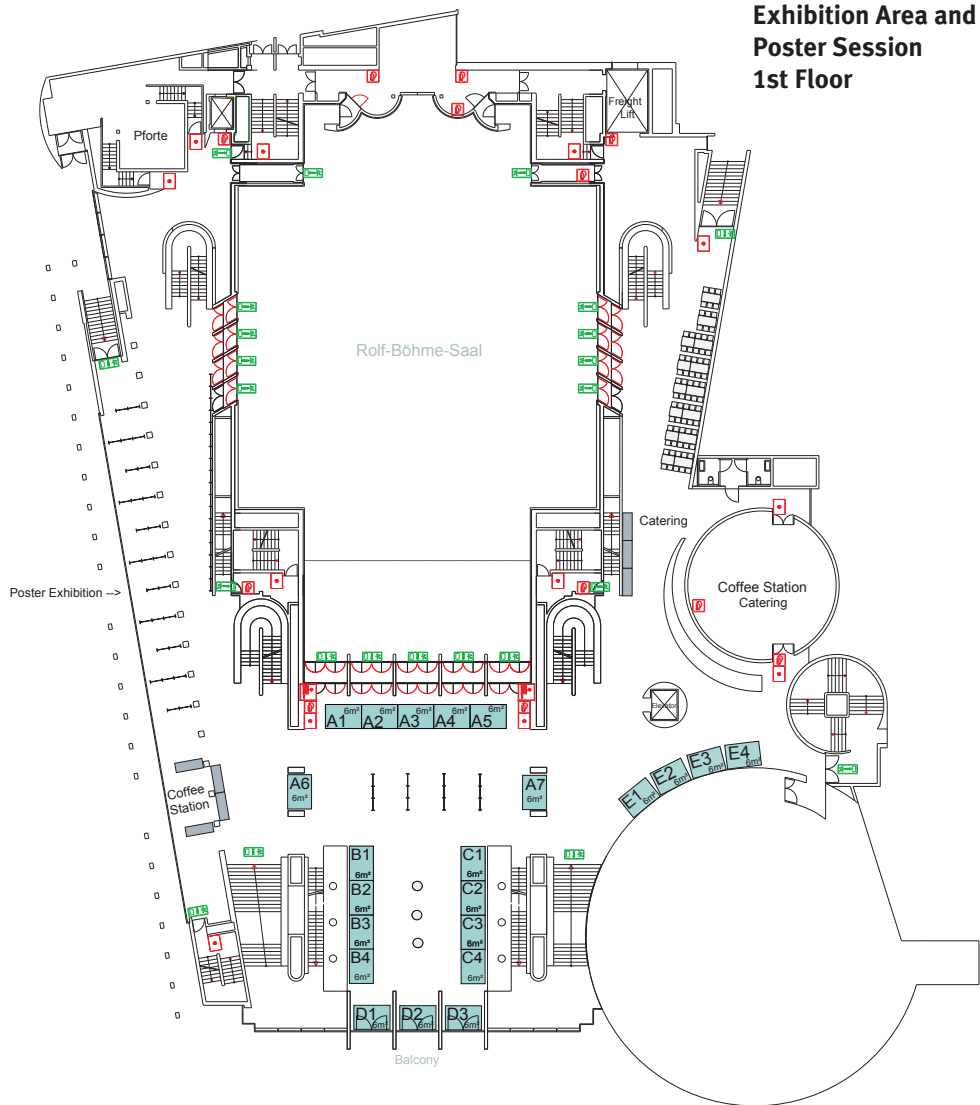 Exhibition Area and
Poster Session
1st Floor
Freight
Lift
Pforte
Rolf-Böhme-Saal
Catering
Poster Exhibition -->
Coffee Station
Catering
Elevator
A1 6m²
A2 6m²
A3 6m²
A4 6m²
A5 6m²
E1 6m²
E2 6m²
E3 6m²
E4 6m²
Coffee
Station
A6
6m²
A7
6m²
B1
6m²
B2
6m²
B3
6m²
B4
6m²
C1
6m²
C2
6m²
C3
6m²
C4
6m²
D1 6m²
D2 6m²
D3 6m²
Balcony